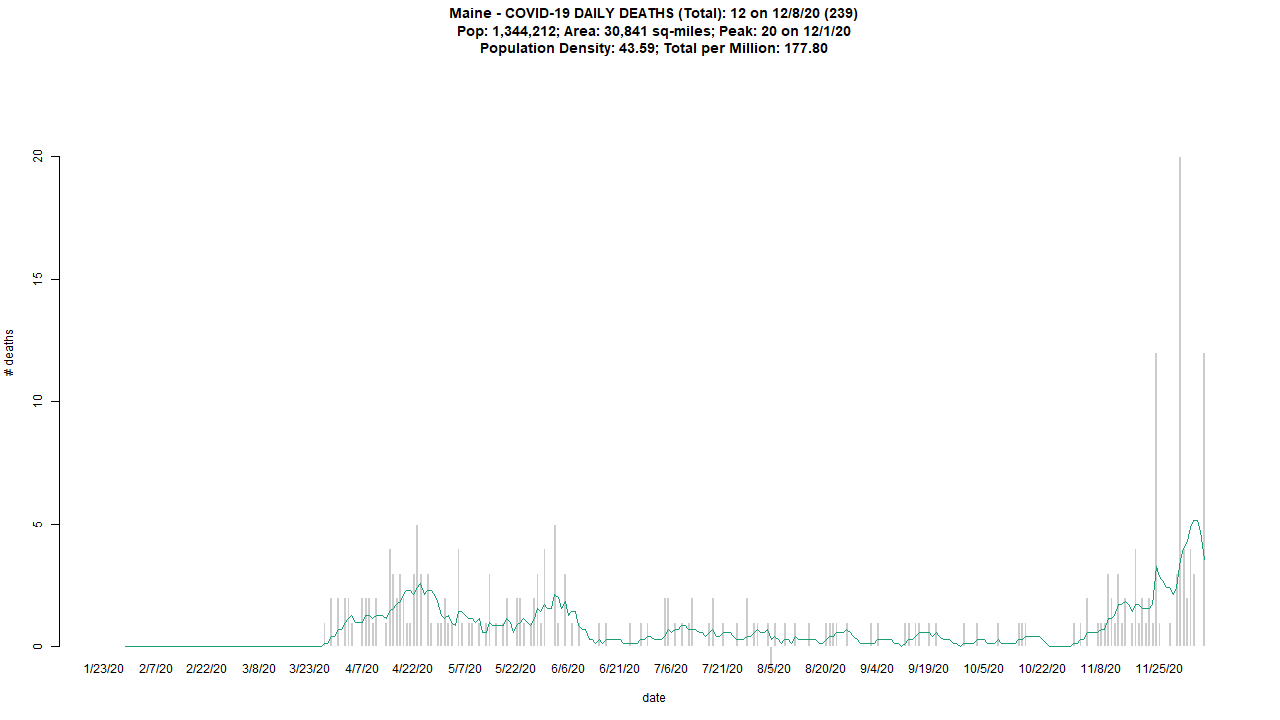 Maine - COVID-19 DAILY DEATHS (Total): 12 on 12/8/20 (239)
Pop: 1,344,212; Area: 30,841 sq-miles; Peak: 20 on 12/1/20
Population Density: 43.59; Total per Million: 177.80
20
15
10
5
0
# deaths
1/23/20 2/7/20 2/22/20 3/8/20 3/23/20 4/7/20 4/22/20 5/7/20 5/22/20 6/6/20 6/21/20 7/6/20 7/21/20 8/5/20 8/20/20 9/4/20 9/19/20 10/5/20 10/22/20 11/8/20 11/25/20
date